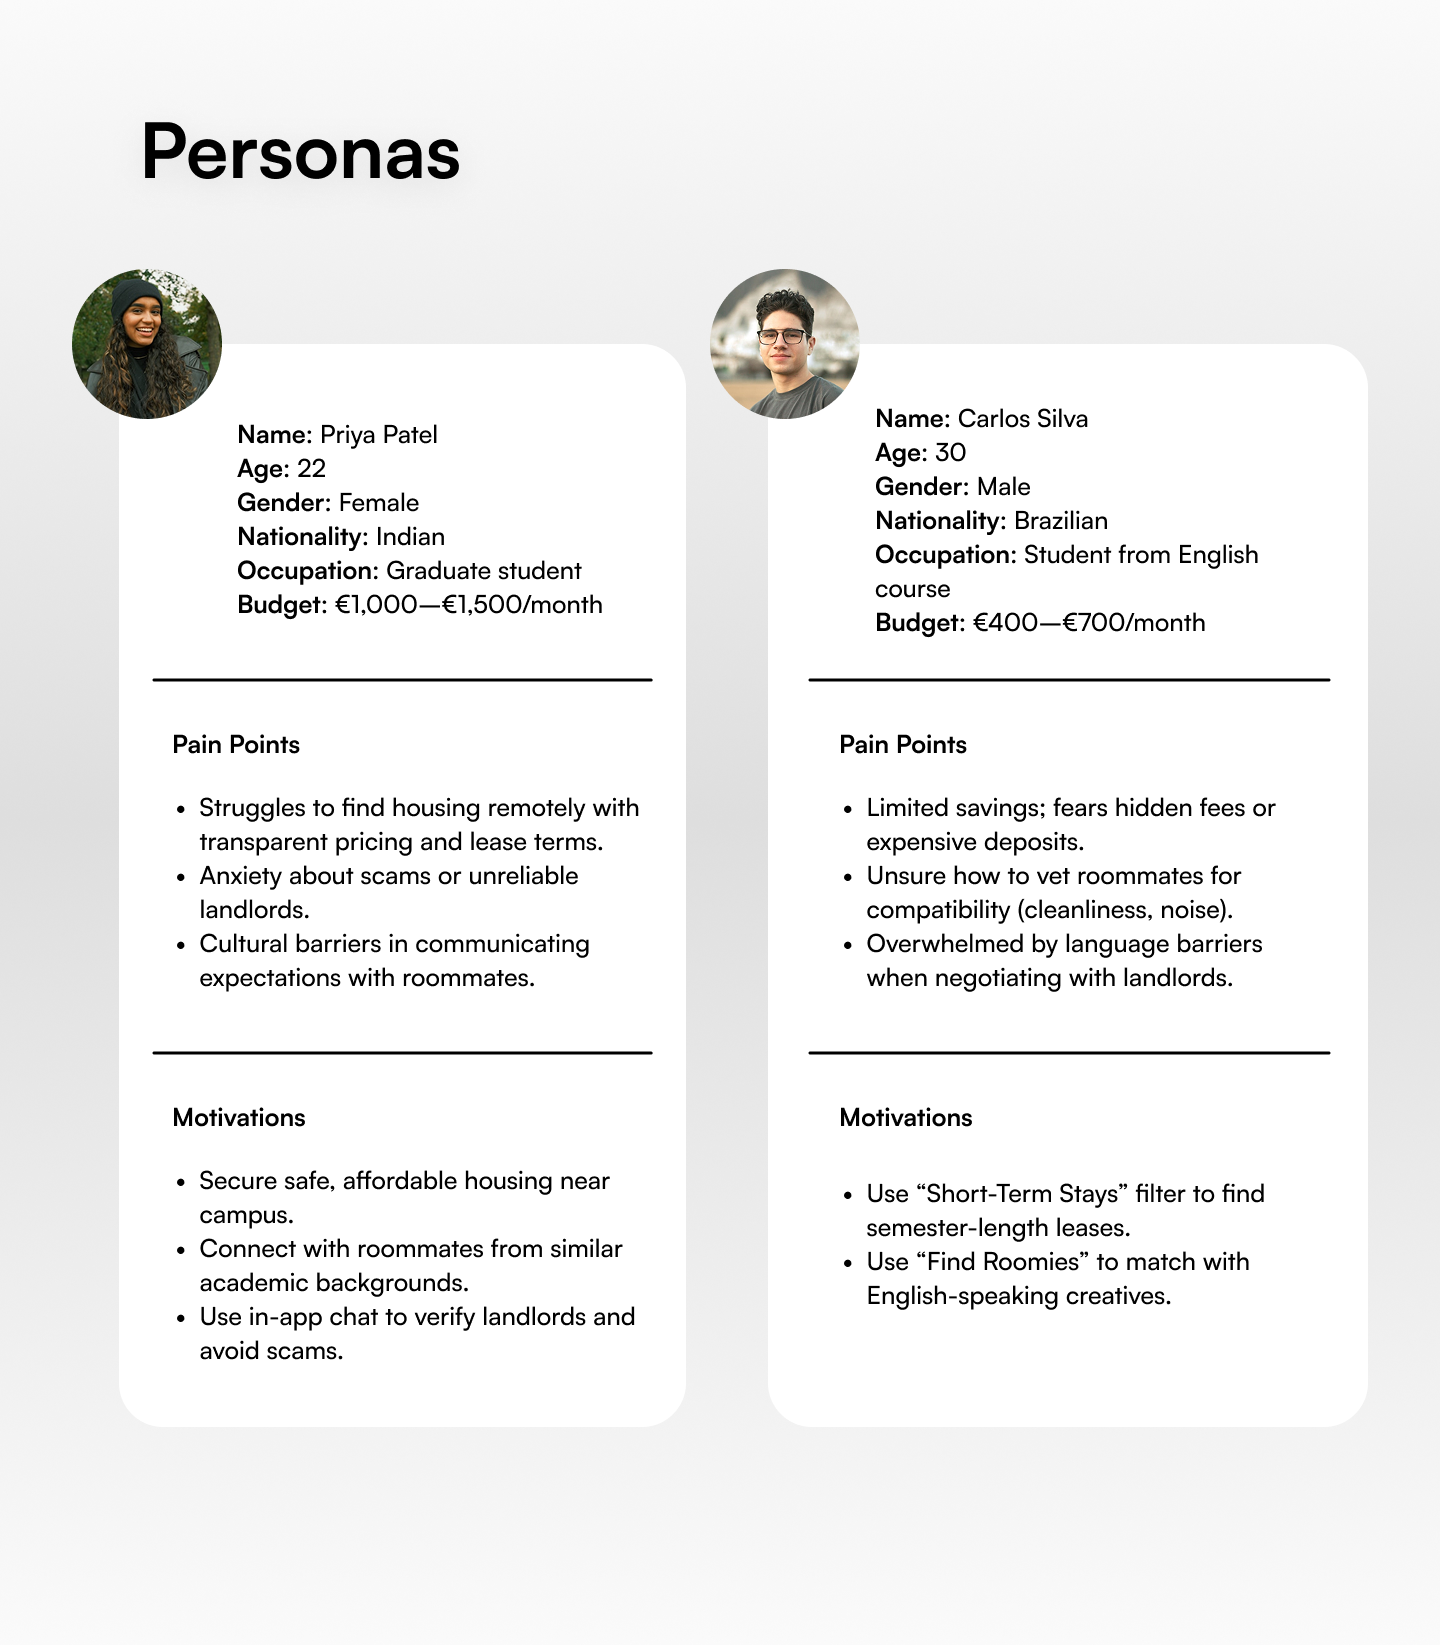 Personas
Name: Priya Patel
Age: 22
Gender: Female
Nationality: Indian
Occupation: Graduate student
Budget: €1,000—€1,500/month
Pain Points
• Struggles to find housing remotely with
transparent pricing and lease terms.
• Anxiety about scams or unreliable
landlords.
• Cultural barriers in communicating
expectations with roommates.
Motivations
• Secure safe, affordable housing near
campus.
• Connect with roommates from similar
academic backgrounds.
• Use in-app chat to verify landlords and
avoid scams.
Name: Carlos Silva
Age: 30
Gender: Male
Nationality: Brazilian
Occupation: Student from English
course
Budget: €400—€700/month
Pain Points
• Limited savings; fears hidden fees or
expensive deposits.
• Unsure how to vet roommates for
compatibility (cleanliness, noise).
• Overwhelmed by language barriers
when negotiating with landlords.
Motivations
• Use “Short-Term Stays” filter to find
semester-length leases.
• Use “Find Roomies” to match with
English-speaking creatives.